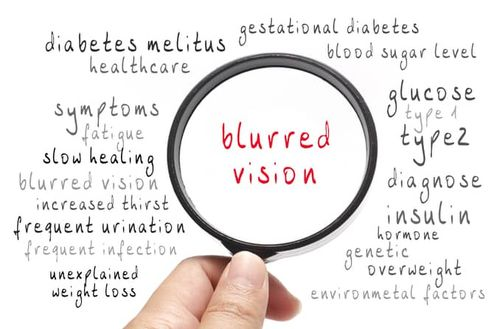 diabetes melitus
healthcare
gestational diabetes
blood sugar level
symptoms
fatigue
slow healing
blurred vision
increased thirst
frequent urination
frequent infection
unexplained
weight loss
blurred
vision
glucose
type 1
type2
diagnose
insulin
hormone
genetic
overweight
environmetal factors